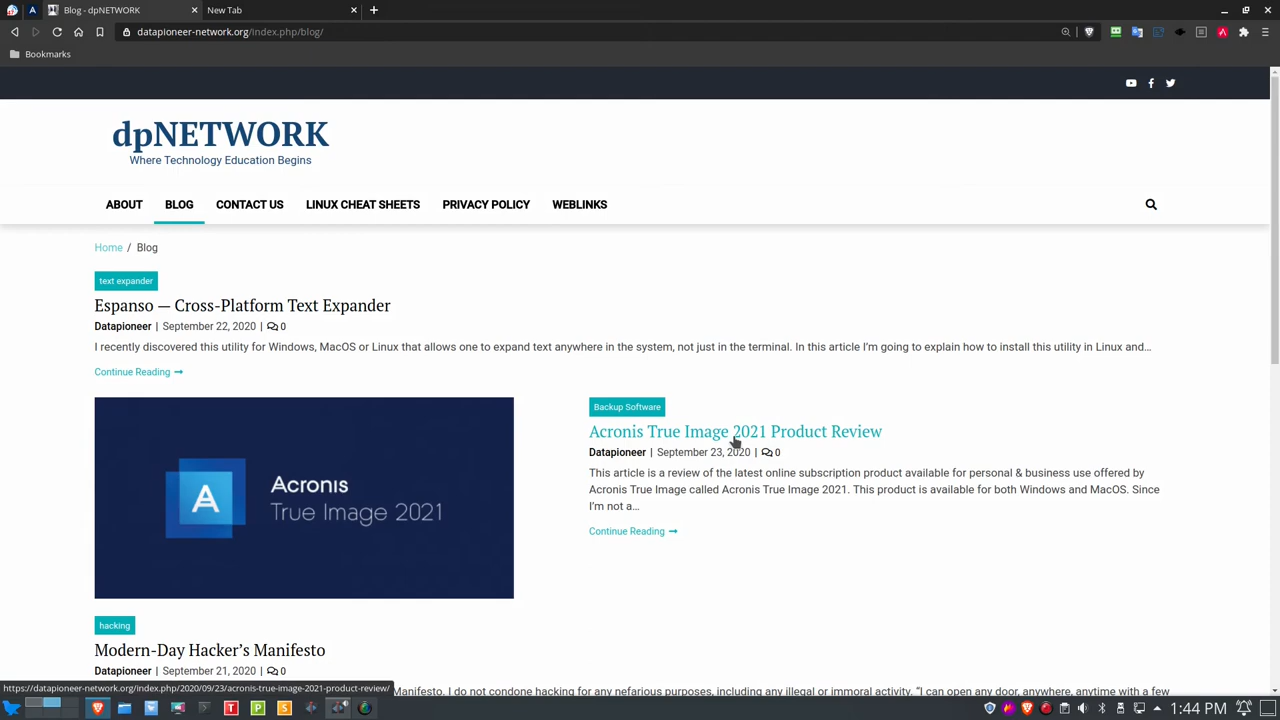 Blog - dpNETWORK
New Tab
datapioneer-network.org/index.php/blog/
Bookmarks
dpNETWORK
Where Technology Education Begins
ABOUT BLOG CONTACT US LINUX CHEAT SHEETS PRIVACY POLICY WEBLINKS
Home / Blog
text expander
Espanso — Cross-Platform Text Expander
Datapioneer | September 22, 2020 | 0
I recently discovered this utility for Windows, MacOS or Linux that allows one to expand text anywhere in the system, not just in the terminal. In this article I'm going to explain how to install this utility in Linux and…
Continue Reading
A Acronis
True Image 2021
Backup Software
Acronis True Image 2021 Product Review
Datapioneer | September 23, 2020 | 0
This article is a review of the latest online subscription product available for personal & business use offered by
Acronis True Image called Acronis True Image 2021. This product is available for both Windows and MacOS. Since
I'm not a…
Continue Reading
hacking
Modern-Day Hacker's Manifesto
Datapioneer | September 21, 2020 | 0
https://datapioneer-network.org/index.php/2020/09/23/acronis-true-image-2021-product-review/
Manifesto. I do not condone hacking for any nefarious purposes, including any illegal or immoral activity. "I can open any door, anywhere, anytime with a few
T P S
1:44 PM